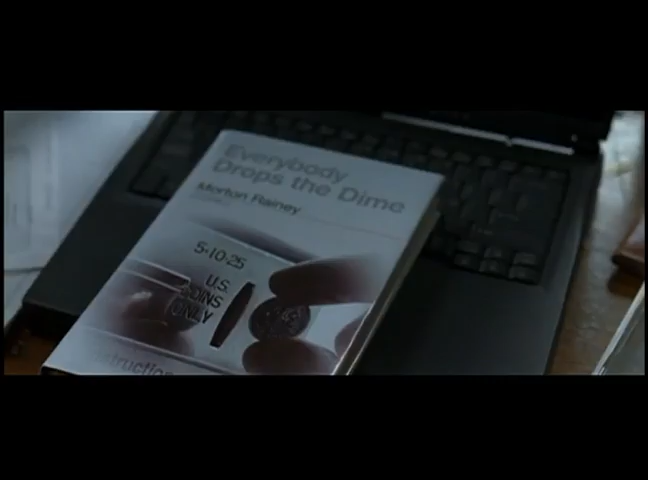 Everybody
Drops the Dime
Morton Rainey
5-10-25
U.S.
COINS
ONLY